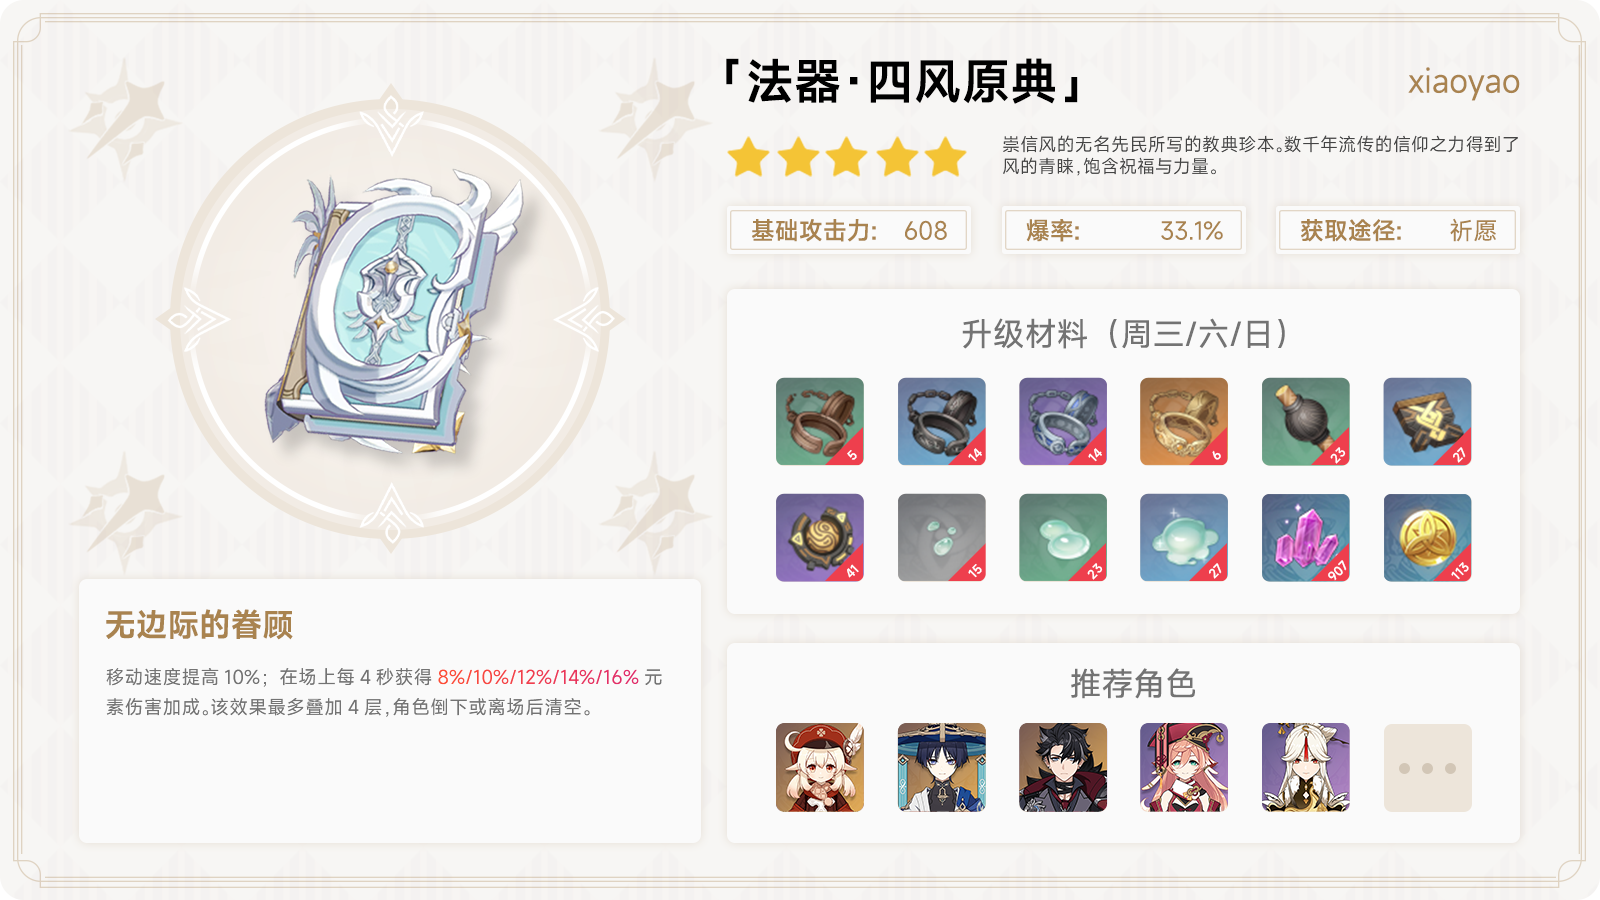 「法器·四风原典」
xiaoyao
崇信风的无名先民所写的教典珍本。数千年流传的信仰之力得到了
风的青睐,饱含祝福与力量。
基础攻击力: 608
爆率: 33.1%
获取途径: 祈愿
升级材料（周三/六/日）
5 14 14 6 23 27
41 15 23 27 907 113
无边际的眷顾
移动速度提高 10%；在场上每 4 秒获得 8%/10%/12%/14%/16% 元
素伤害加成。该效果最多叠加 4 层,角色倒下或离场后清空。
推荐角色